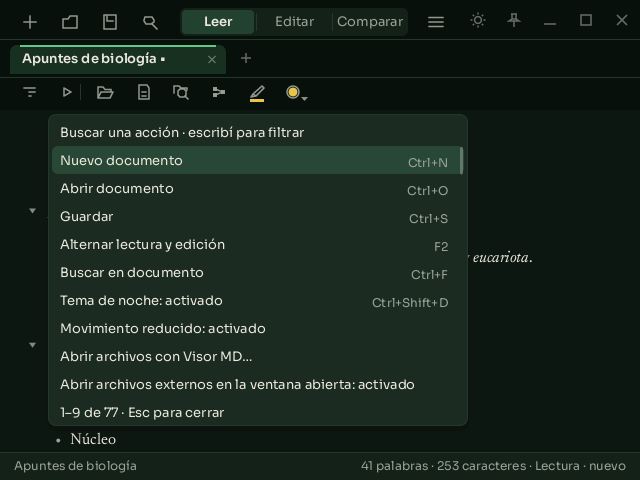 Leer
Editar
Comparar
Apuntes de biología •
Buscar una acción · escribí para filtrar
Nuevo documento Ctrl+N
Abrir documento Ctrl+O
Guardar Ctrl+S
Alternar lectura y edición F2
eucariota.
Buscar en documento Ctrl+F
Tema de noche: activado Ctrl+Shift+D
Movimiento reducido: activado
Abrir archivos con Visor MD...
Abrir archivos externos en la ventana abierta: activado
1–9 de 77 · Esc para cerrar
• Núcleo
Apuntes de biología
41 palabras · 253 caracteres · Lectura · nuevo